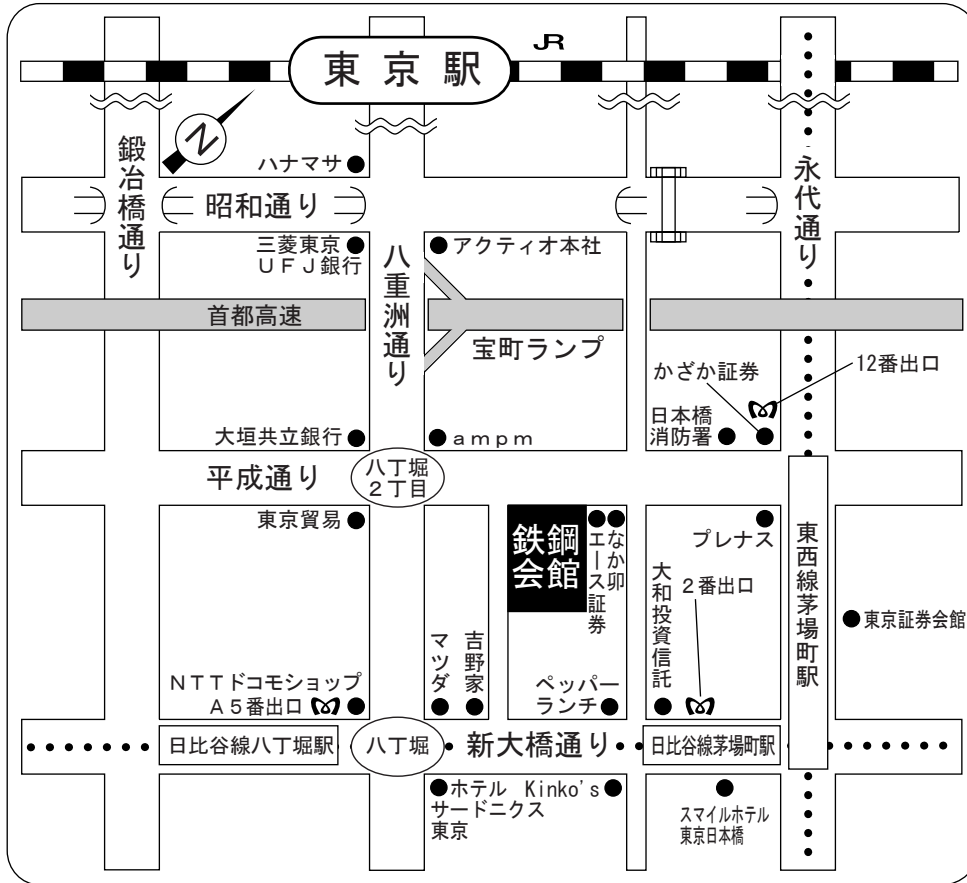 JR
東京駅
N
鍛冶橋通り
ハナマサ
昭和通り
永代通り
三菱東京
ＵＦＪ銀行
八重洲通り
アクティオ本社
首都高速
宝町ランプ
かざか証券
12番出口
日本橋
消防署
大垣共立銀行
ａｍｐｍ
平成通り
八丁堀
２丁目
東京貿易
鉄鋼
会館
エース証券
なか卯
プレナス
大和投資信託
２番出口
東西線茅場町駅
東京証券会館
マツダ
吉野家
ペッパー
ランチ
ＮＴＴドコモショップ
Ａ５番出口
日比谷線八丁堀駅
八丁堀
新大橋通り
日比谷線茅場町駅
ホテル
サードニクス
東京
Kinko's
スマイルホテル
東京日本橋